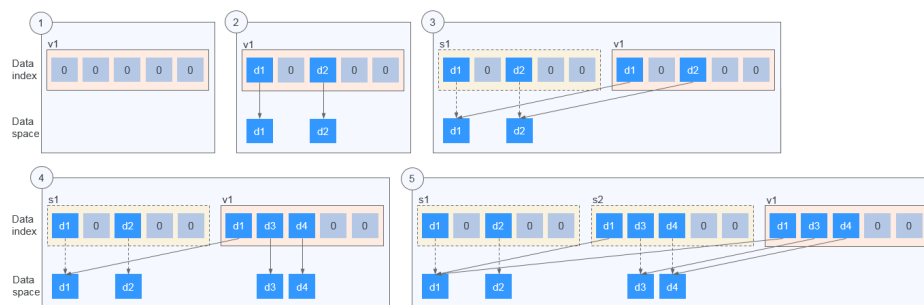 1
2
3
v1
v1
s1
v1
Data
index
0 0 0 0 0
d1 0 d2 0 0
d1 0 d2 0 0
d1 0 d2 0 0
Data
space
d1 d2
d1 d2
4
5
s1
v1
s1
s2
v1
Data
index
d1 0 d2 0 0
d1 d3 d4 0 0
d1 0 d2 0 0
d1 d3 d4 0 0
d1 d3 d4 0 0
Data
space
d1 d2 d3 d4
d1 d2 d3 d4